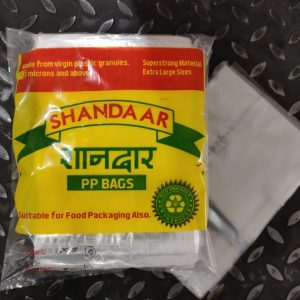 made from virgin plastic granules.
microns and above
Superstrong Material
Extra Large Sizes
SHANDAAR
शानदार
PP BAGS
Suitable for Food Packaging Also.